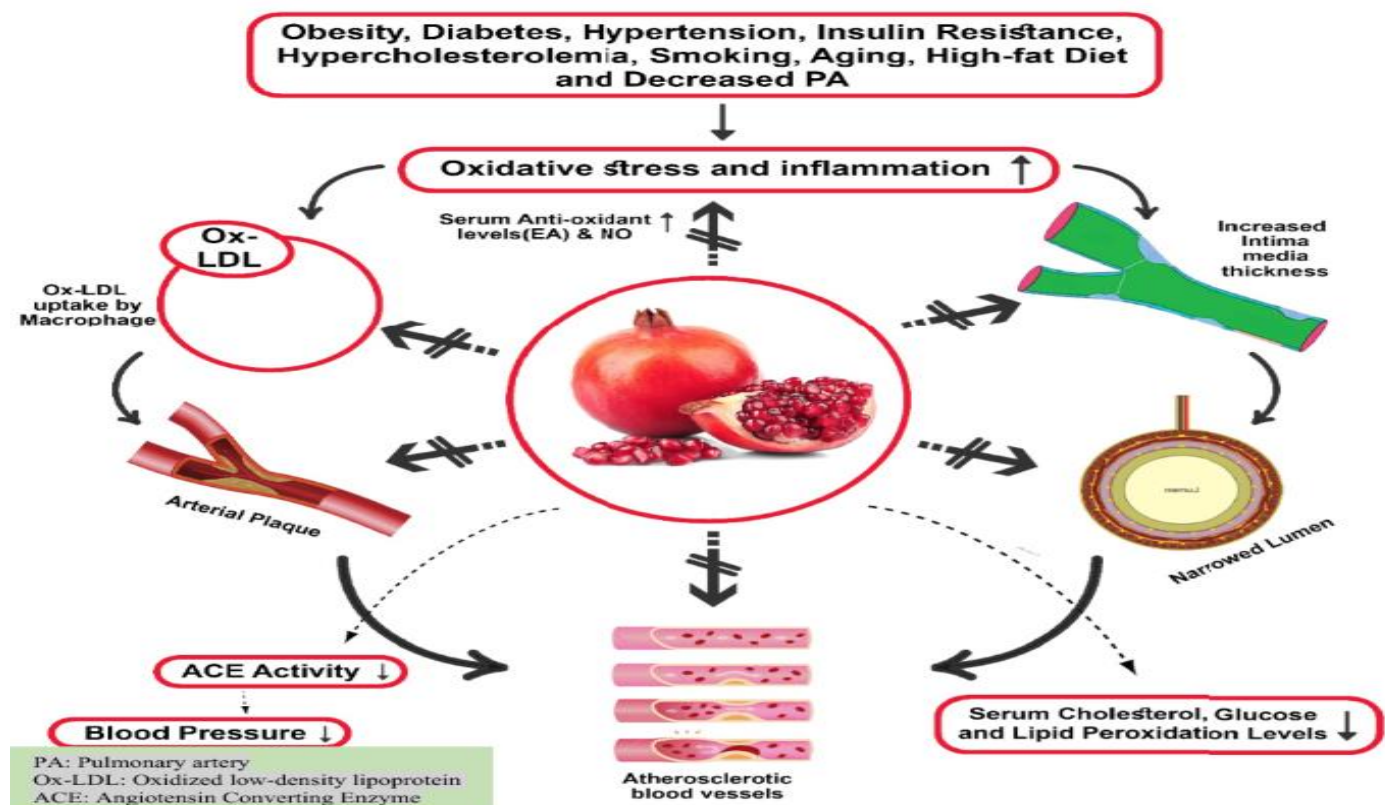 Obesity, Diabetes, Hypertension, Insulin Resistance,
Hypercholesterolemia, Smoking, Aging, High-fat Diet
and Decreased PA
Oxidative stress and inflammation ↑
Serum Anti-oxidant ↑
levels(EA) & NO
Ox-
LDL
Ox-LDL
uptake by
Macrophage
Increased
Intima
media
thickness
Arterial Plaque
Lumen
Narrowed Lumen
ACE Activity ↓
Blood Pressure ↓
Serum Cholesterol, Glucose
and Lipid Peroxidation Levels ↓
Atherosclerotic
blood vessels
PA: Pulmonary artery
Ox-LDL: Oxidized low-density lipoprotein
ACE: Angiotensin Converting Enzyme